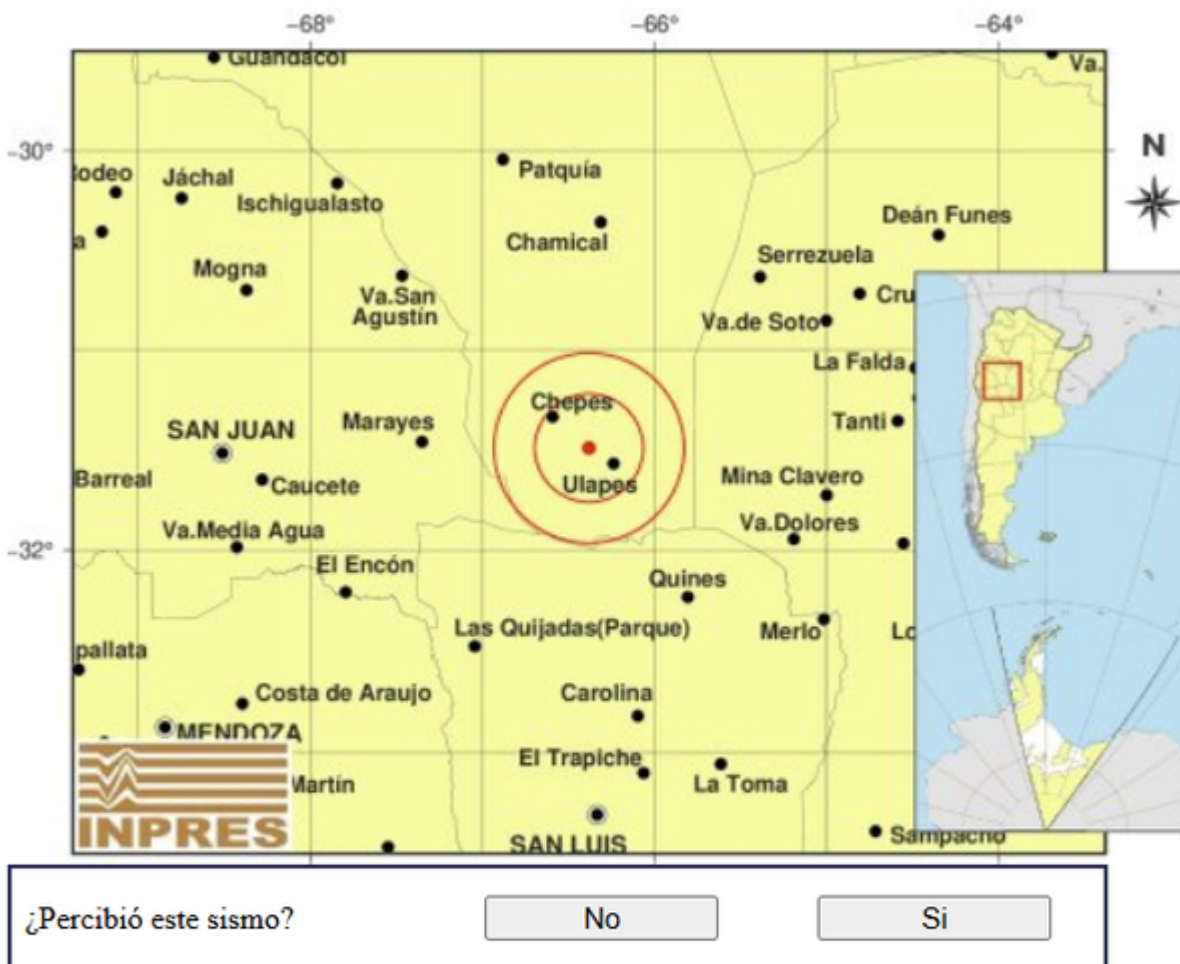 −68° −66° −64°
Guandacol
Va.
−30°
N
Rodeo
Jáchal
Patquía
Ischigualasto
Deán Funes
a
Chamical
Serrezuela
Mogna
Va.San
Agustín
Cru
Va.de Soto
La Falda
Chepes
SAN JUAN
Marayes
Tanti
Barreal
Caucete
Ulapes
Mina Clavero
Va.Media Agua
Va.Dolores
−32°
El Encón
Quines
Las Quijadas(Parque)
Merlo
Lo
pallata
Costa de Araujo
Carolina
MENDOZA
El Trapiche
Martín
La Toma
INPRES
SAN LUIS
Sampacho
¿Percibió este sismo? No Si